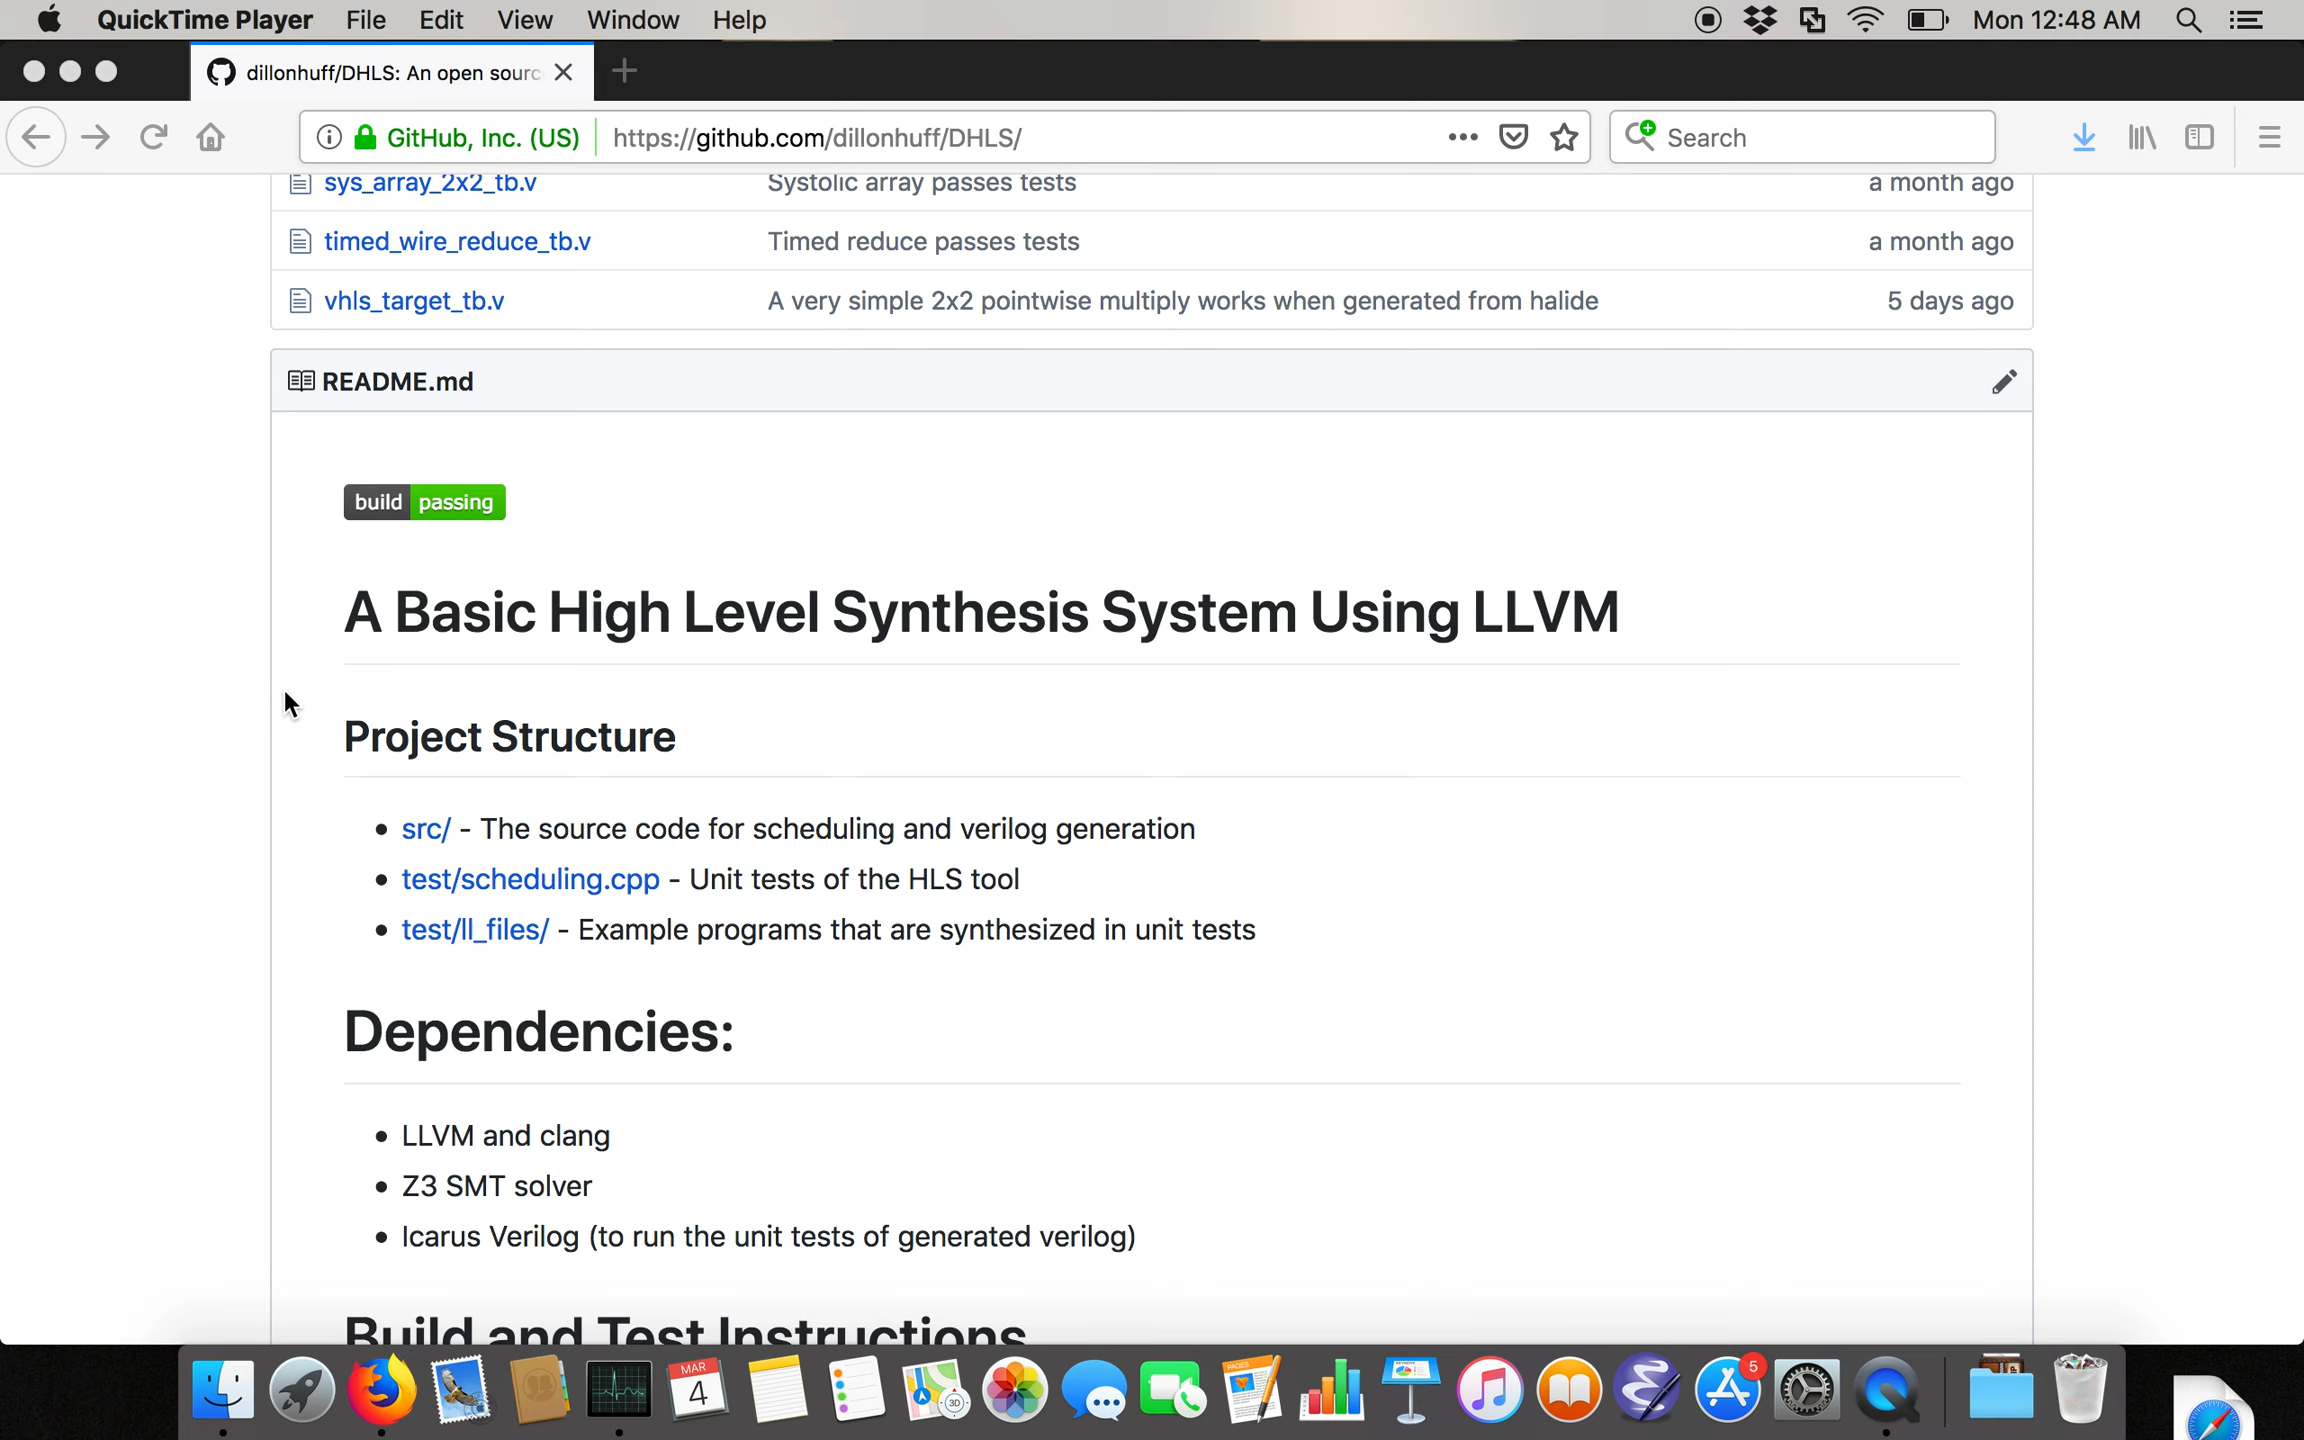 QuickTime Player File Edit View Window Help Mon 12:48 AM
dillonhuff/DHLS: An open sourc
GitHub, Inc. (US) https://github.com/dillonhuff/DHLS/ Search
sys_array_2x2_tb.v Systolic array passes tests a month ago
timed_wire_reduce_tb.v Timed reduce passes tests a month ago
vhls_target_tb.v A very simple 2x2 pointwise multiply works when generated from halide 5 days ago
README.md
build passing
A Basic High Level Synthesis System Using LLVM
Project Structure
• src/ - The source code for scheduling and verilog generation
• test/scheduling.cpp - Unit tests of the HLS tool
• test/ll_files/ - Example programs that are synthesized in unit tests
Dependencies:
• LLVM and clang
• Z3 SMT solver
• Icarus Verilog (to run the unit tests of generated verilog)
Build and Test Instructions
MAR
4
3D
PAGES
5